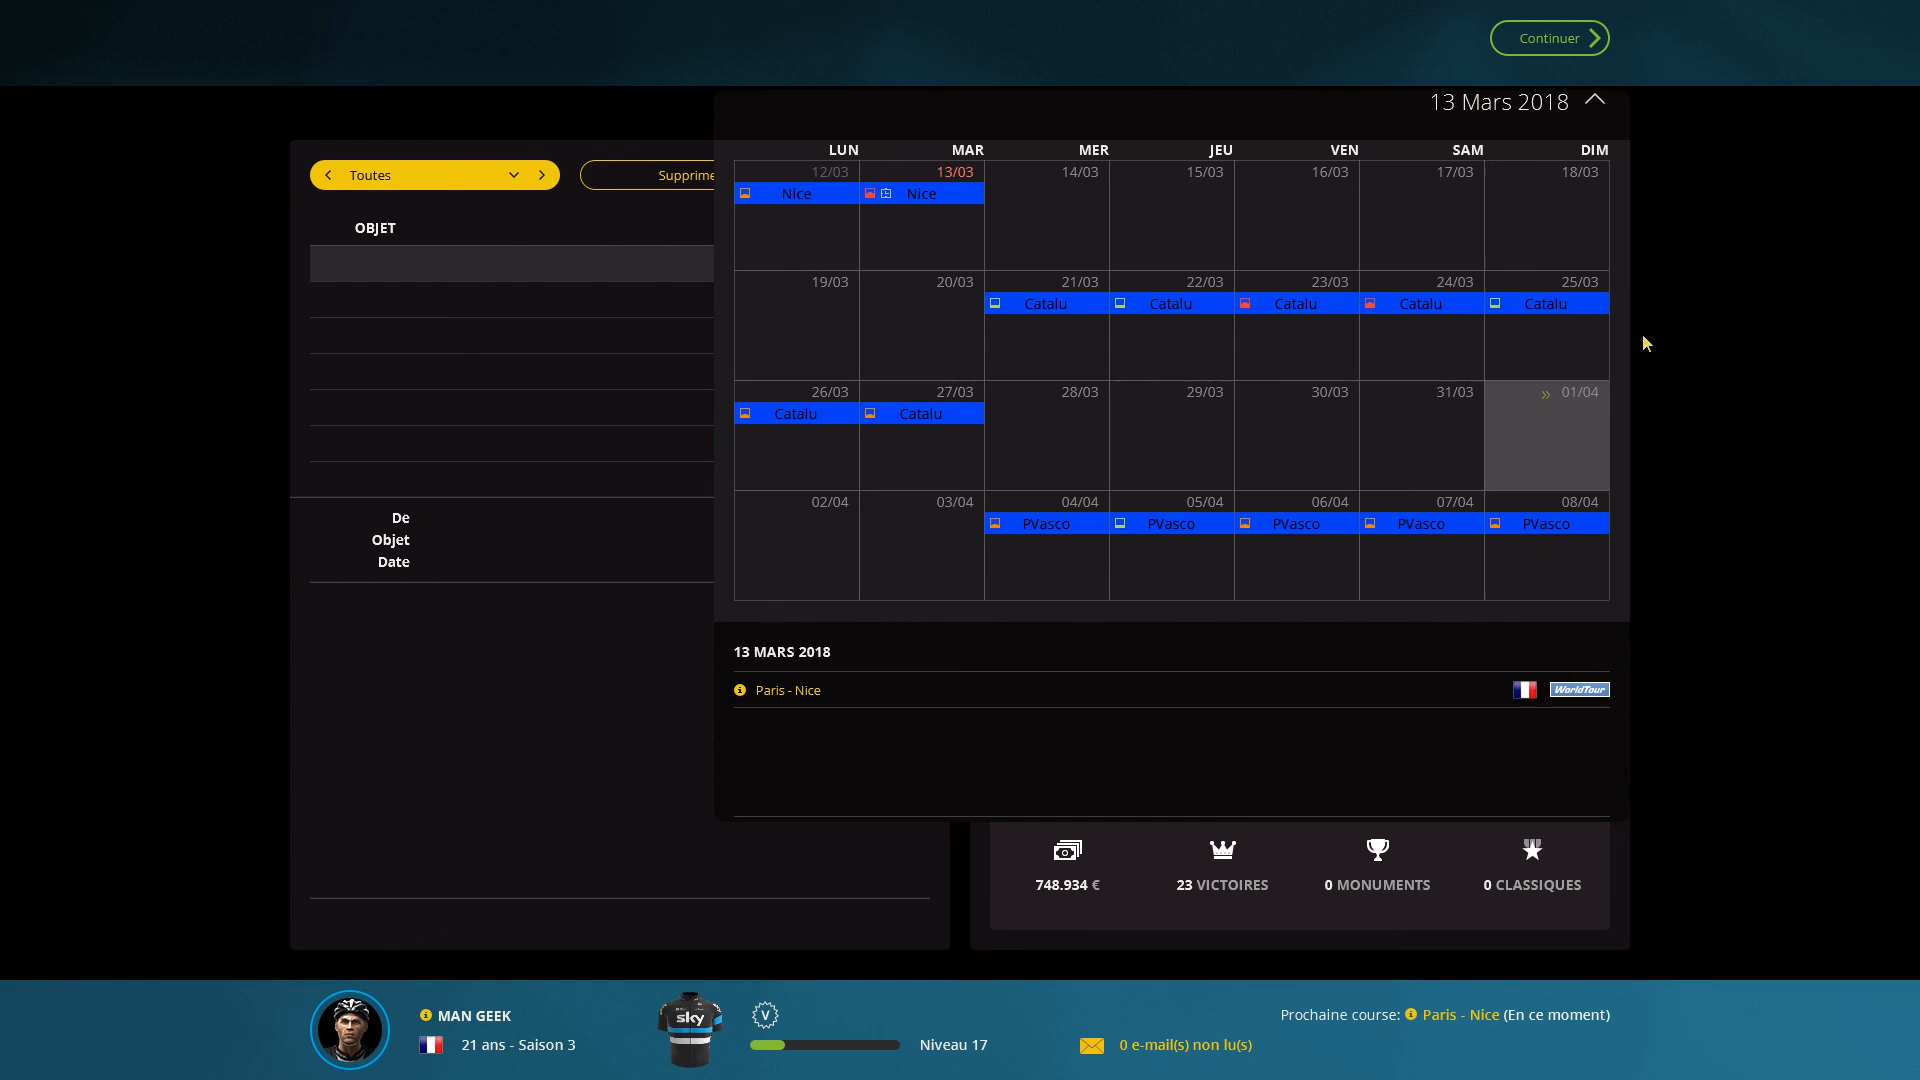 Continuer
13 Mars 2018
Toutes
Supprime
OBJET
De
Objet
Date
LUN MAR MER JEU VEN SAM DIM
12/03 13/03 14/03 15/03 16/03 17/03 18/03
Nice Nice
19/03 20/03 21/03 22/03 23/03 24/03 25/03
Catalu Catalu Catalu Catalu Catalu
26/03 27/03 28/03 29/03 30/03 31/03 » 01/04
Catalu Catalu
02/04 03/04 04/04 05/04 06/04 07/04 08/04
PVasco PVasco PVasco PVasco PVasco
13 MARS 2018
Paris - Nice WorldTour
748.934 € 23 VICTOIRES 0 MONUMENTS 0 CLASSIQUES
MAN GEEK
21 ans - Saison 3
sky
V
Niveau 17
Prochaine course: Paris - Nice (En ce moment)
0 e-mail(s) non lu(s)